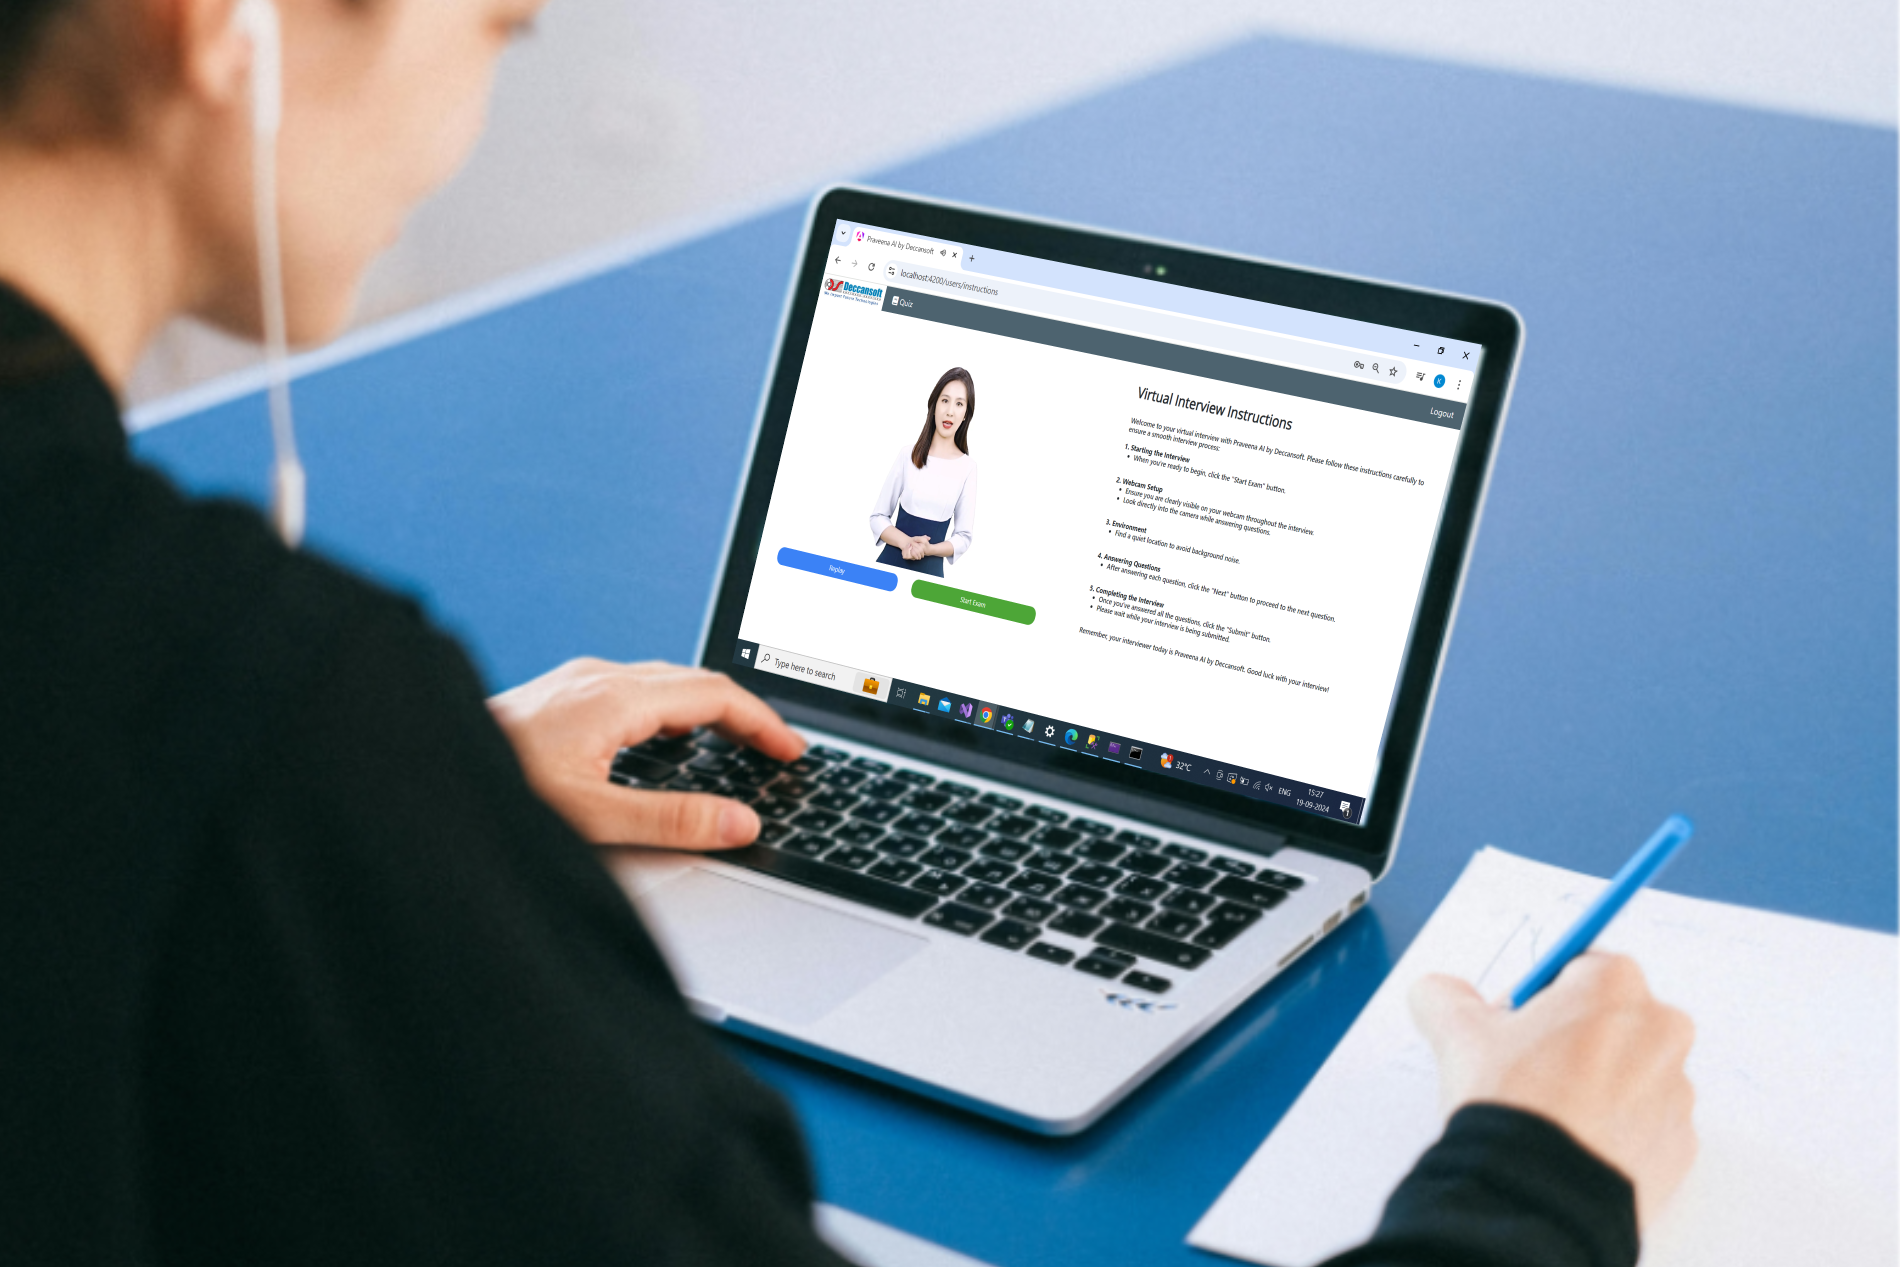 Praveena AI by Deccansoft
localhost:4200/users/instructions
Deccansoft
Quiz
Logout
Virtual Interview Instructions
Welcome to your virtual interview with Praveena AI by Deccansoft. Please follow these instructions carefully to
ensure a smooth interview process:
1. Starting the Interview
When you're ready to begin, click the "Start Exam" button.
2. Webcam Setup
Ensure you are clearly visible on your webcam throughout the interview.
Look directly into the camera while answering questions.
3. Environment
Find a quiet location to avoid background noise.
4. Answering Questions
After answering each question, click the "Next" button to proceed to the next question.
5. Completing the Interview
Once you've answered all the questions, click the "Submit" button.
Please wait while your interview is being submitted.
Remember, your interviewer today is Praveena AI by Deccansoft. Good luck with your interview!
Replay
Start Exam
Type here to search
32°C
ENG
15:27
19-09-2024